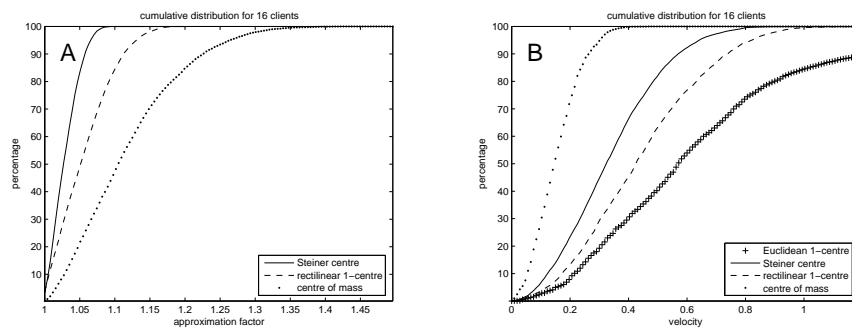 cumulative distribution for 16 clients
A
percentage
100
90
80
70
60
50
40
30
20
10
1
1.05
1.1
1.15
1.2
1.25
1.3
1.35
1.4
1.45
approximation factor
Steiner centre
rectilinear 1-centre
centre of mass
cumulative distribution for 16 clients
B
percentage
100
90
80
70
60
50
40
30
20
10
0
0.2
0.4
0.6
0.8
1
velocity
Euclidean 1-centre
Steiner centre
rectilinear 1-centre
centre of mass